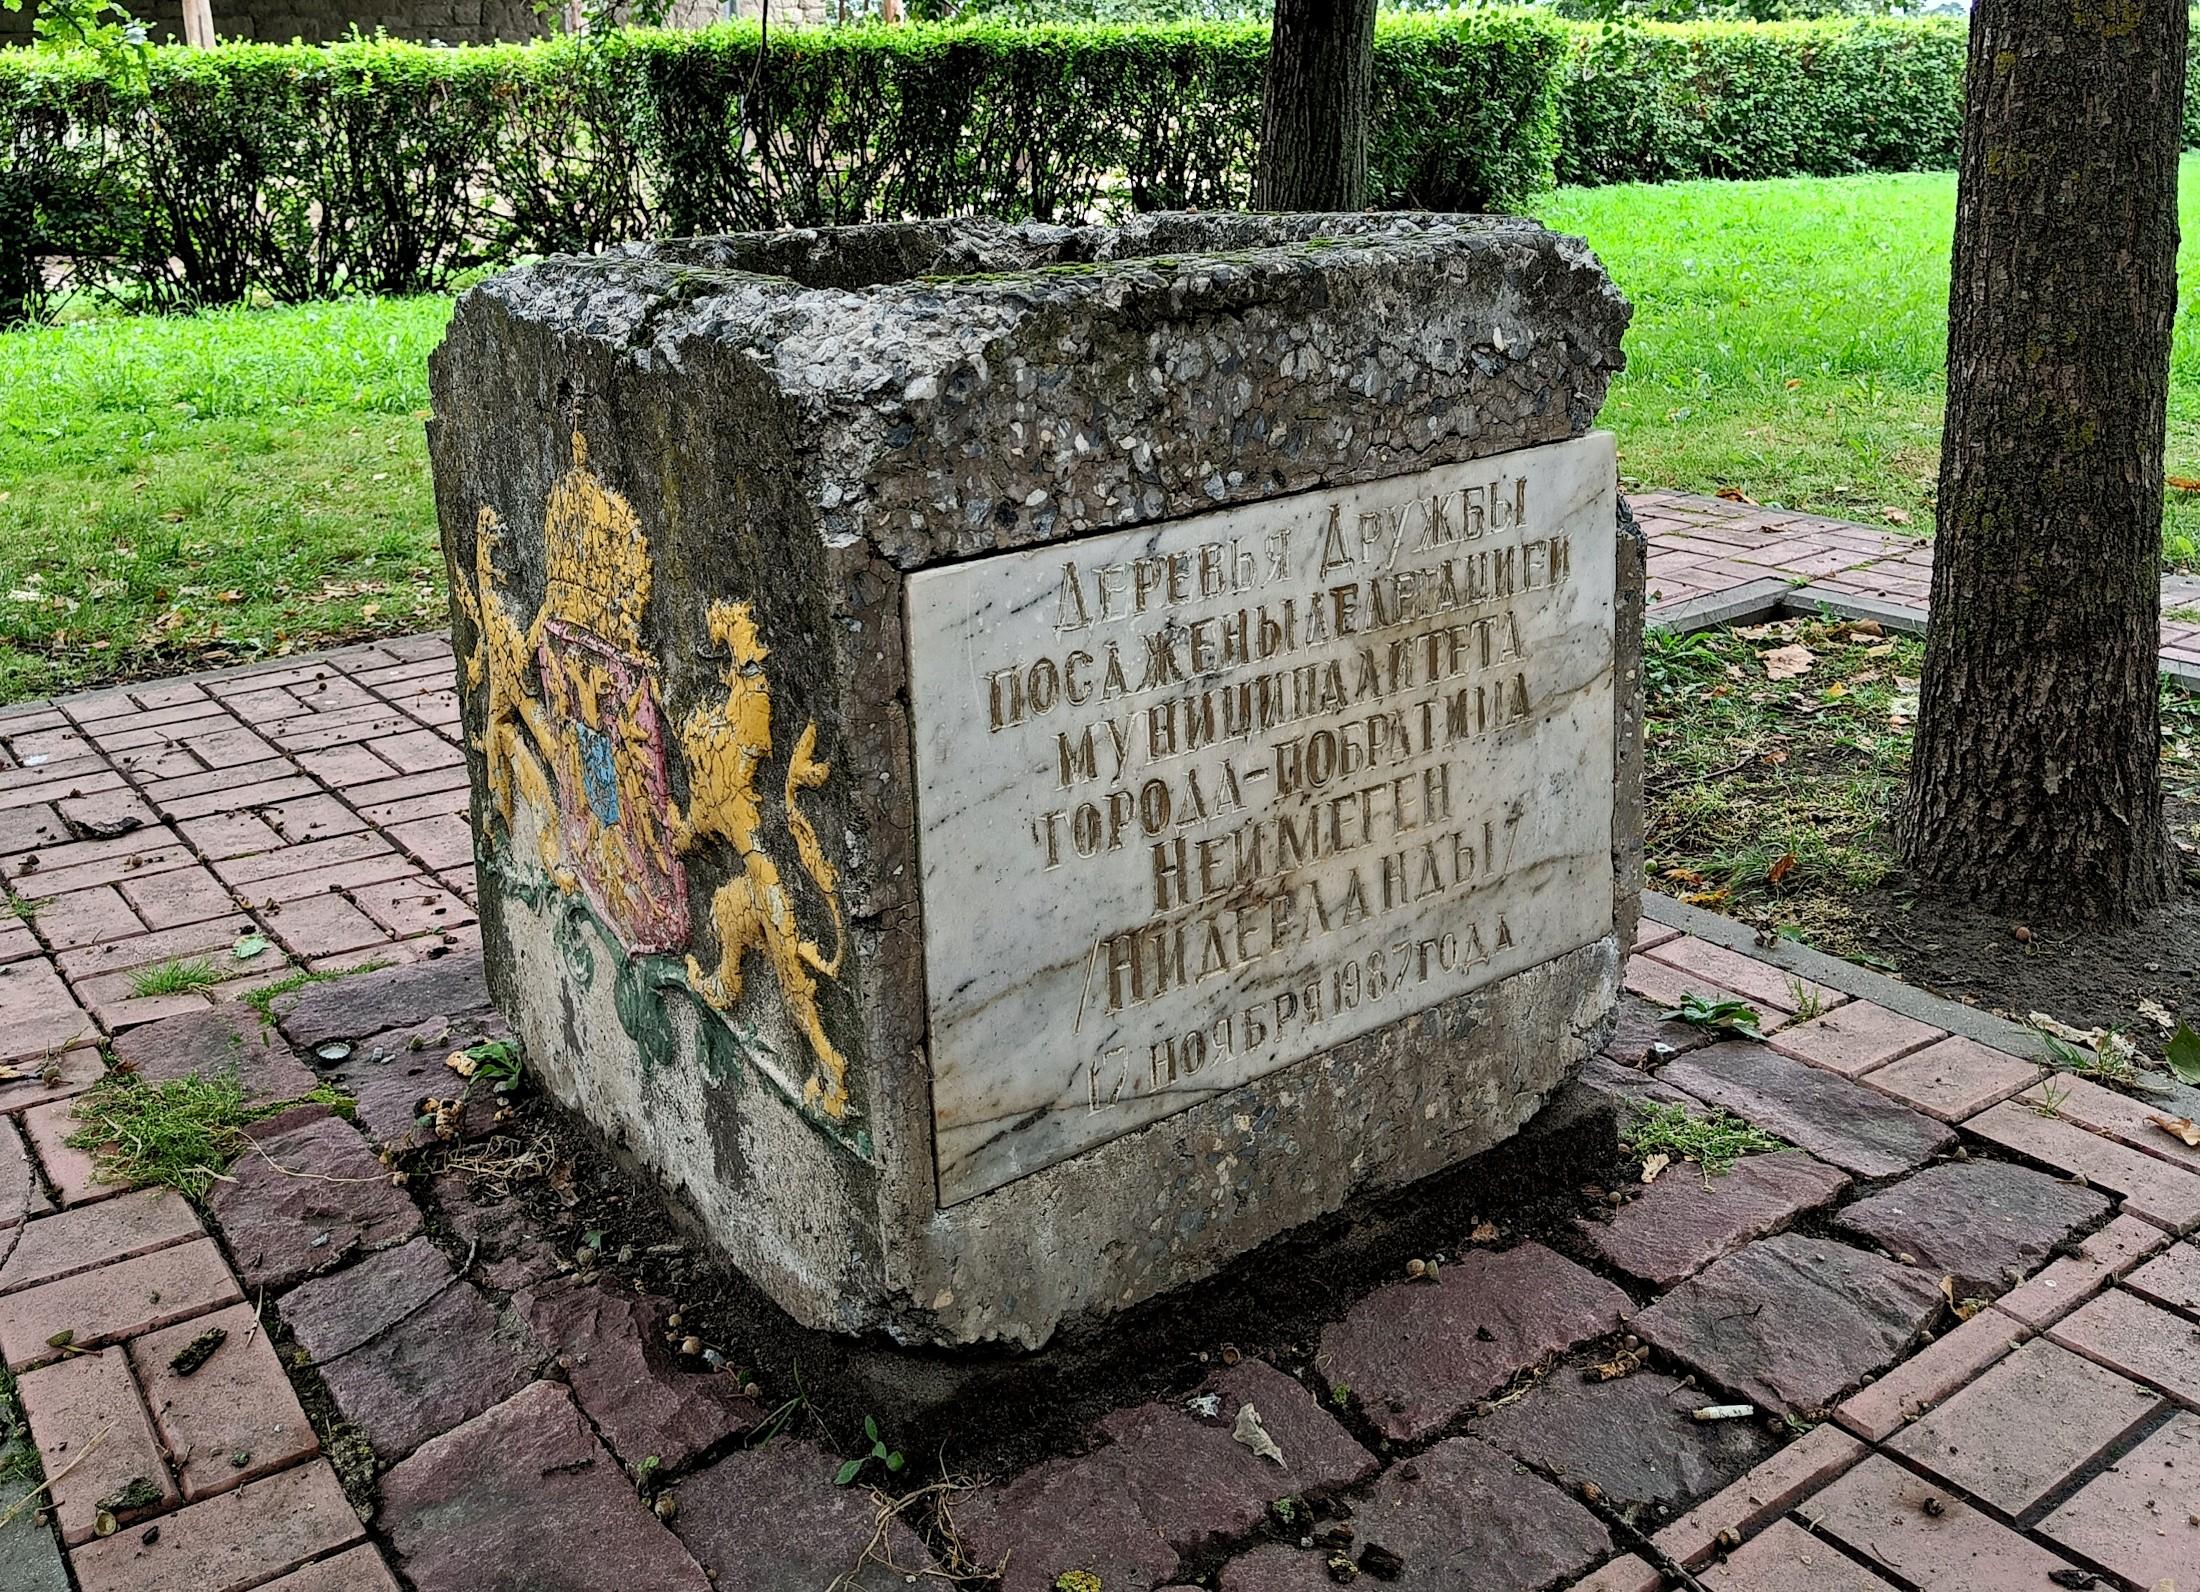 Деревья Дружбы
посажены делегацией
муниципалитета
города-побратима
Неймеген
/Нидерланды/
17 ноября 1987 года